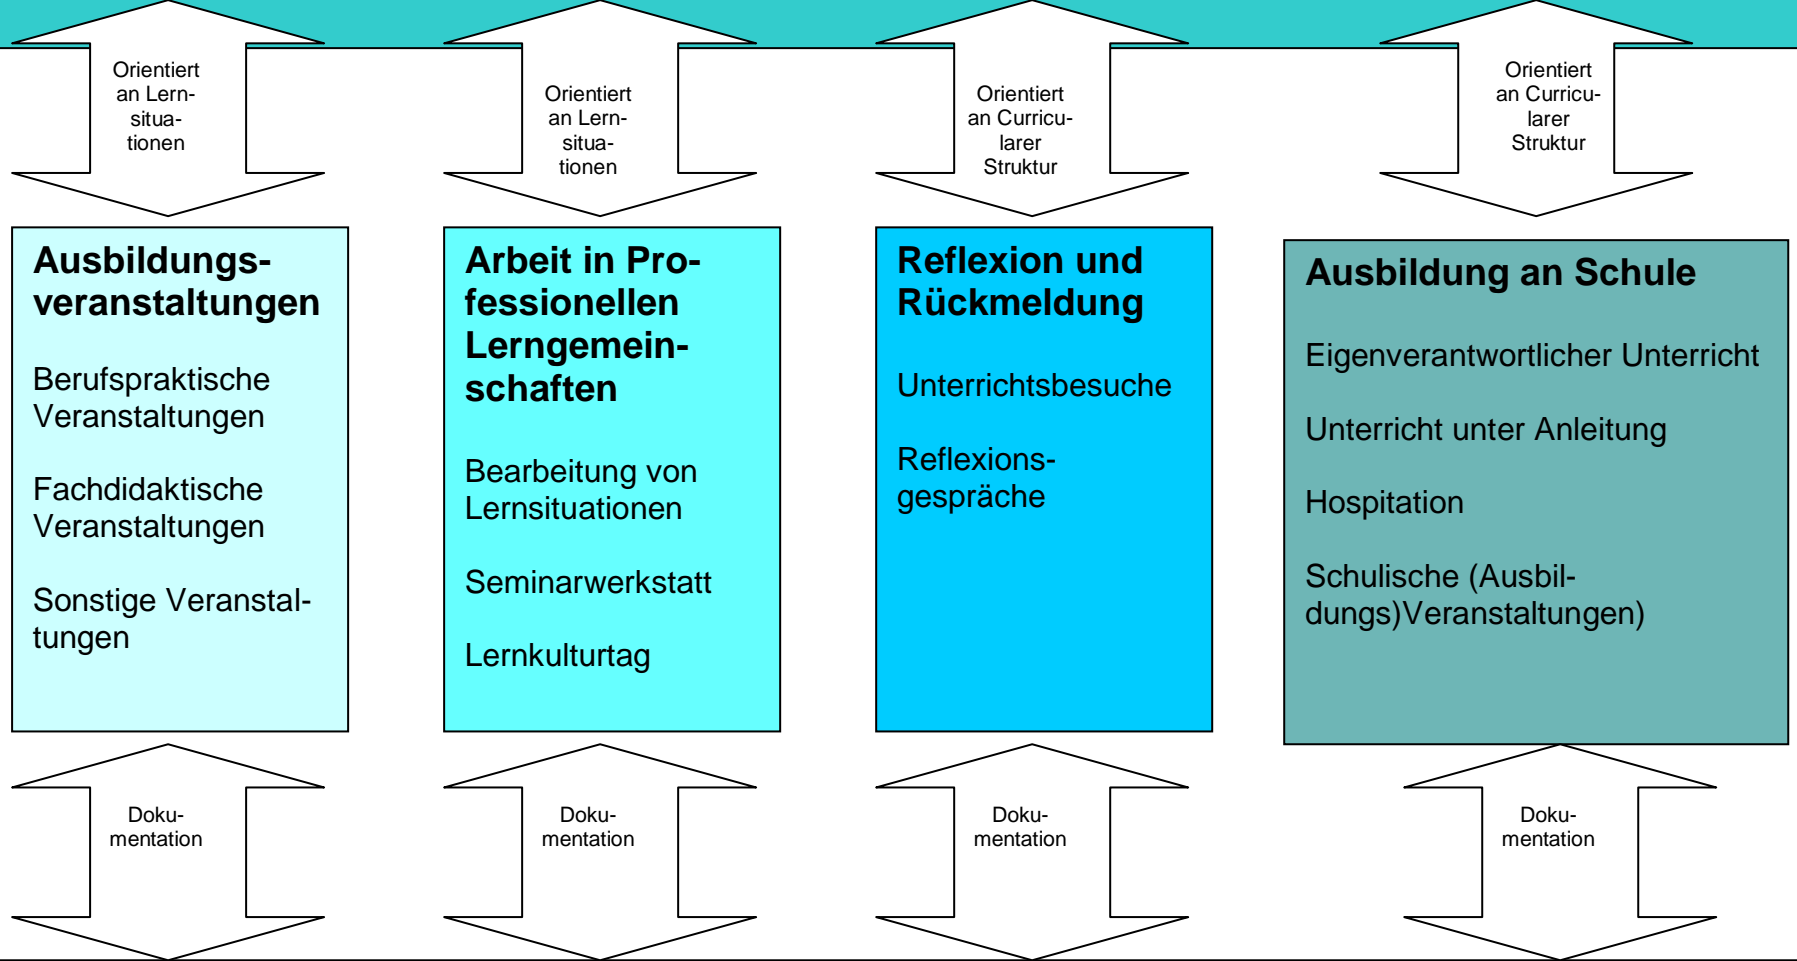 Orientiert
an Lern-
situa-
tionen
Orientiert
an Lern-
situa-
tionen
Orientiert
an Curricu-
larer
Struktur
Orientiert
an Curricu-
larer
Struktur
Ausbildungs-
veranstaltungen
Berufspraktische
Veranstaltungen
Fachdidaktische
Veranstaltungen
Sonstige Veranstal-
tungen
Arbeit in Pro-
fessionellen
Lerngemein-
schaften
Bearbeitung von
Lernsituationen
Seminarwerkstatt
Lernkulturtag
Reflexion und
Rückmeldung
Unterrichtsbesuche
Reflexions-
gespräche
Ausbildung an Schule
Eigenverantwortlicher Unterricht
Unterricht unter Anleitung
Hospitation
Schulische (Ausbil-
dungs)Veranstaltungen)
Doku-
mentation
Doku-
mentation
Doku-
mentation
Doku-
mentation